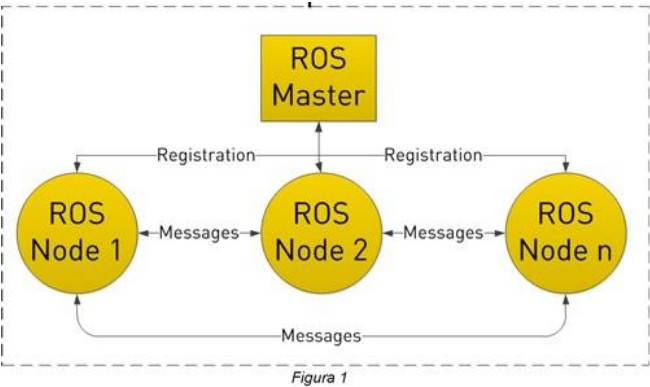 ROS
Master
Registration
Registration
ROS
Node 1
Messages
ROS
Node 2
Messages
ROS
Node n
Messages
Figura 1